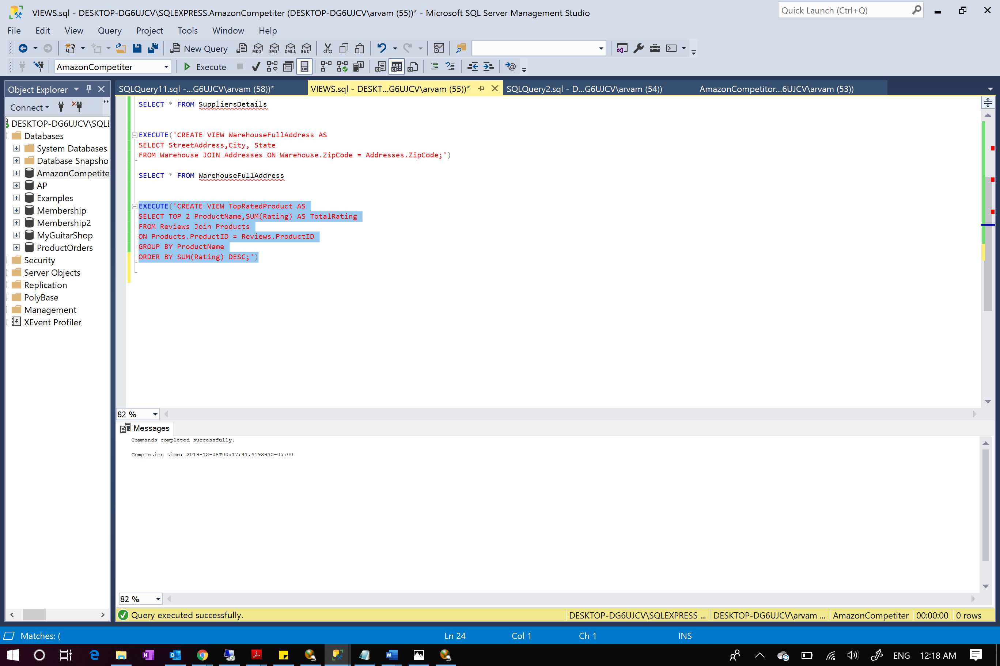 VIEWS.sql - DESKTOP-DG6UJCV\SQLEXPRESS.AmazonCompetiter (DESKTOP-DG6UJCV\arvam (55))* - Microsoft SQL Server Management Studio
Quick Launch (Ctrl+Q)
File Edit View Query Project Tools Window Help
New Query MDX DMX XMLA DAX
AmazonCompetiter Execute
Object Explorer
SQLQuery11.sql -...G6UJCV\arvam (58))* VIEWS.sql - DESKT...G6UJCV\arvam (55))* SQLQuery2.sql - D...G6UJCV\arvam (54)) AmazonCompetitor...6UJCV\arvam (53))
Connect
DESKTOP-DG6UJCV\SQLE
Databases
System Databases
Database Snapsho
AmazonCompetite
AP
Examples
Membership
Membership2
MyGuitarShop
ProductOrders
Security
Server Objects
Replication
PolyBase
Management
XEvent Profiler
SELECT * FROM SuppliersDetails
EXECUTE('CREATE VIEW WarehouseFullAddress AS
SELECT StreetAddress,City, State
FROM Warehouse JOIN Addresses ON Warehouse.ZipCode = Addresses.ZipCode;')
SELECT * FROM WarehouseFullAddress
EXECUTE('CREATE VIEW TopRatedProduct AS
SELECT TOP 2 ProductName,SUM(Rating) AS TotalRating
FROM Reviews Join Products
ON Products.ProductID = Reviews.ProductID
GROUP BY ProductName
ORDER BY SUM(Rating) DESC;')
82 %
Messages
Commands completed successfully.
Completion time: 2019-12-08T00:17:41.4193935-05:00
82 %
Query executed successfully. DESKTOP-DG6UJCV\SQLEXPRESS ... DESKTOP-DG6UJCV\arvam ... AmazonCompetiter 00:00:00 0 rows
Matches: ( Ln 24 Col 1 Ch 1 INS
ENG 12:18 AM